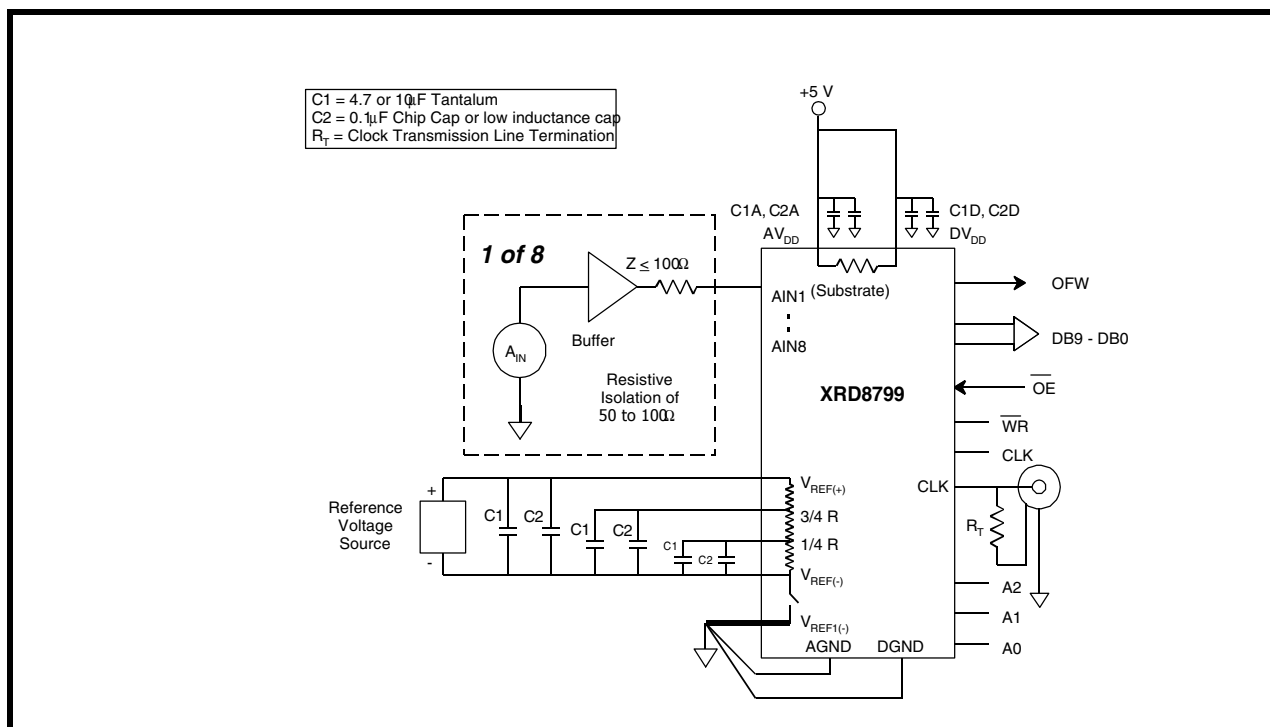 C1 = 4.7 or 10µF Tantalum
C2 = 0.1µF Chip Cap or low inductance cap
R_T = Clock Transmission Line Termination
+5 V
C1A, C2A
C1D, C2D
AV_DD
DV_DD
1 of 8
Z ≤ 100Ω
(Substrate)
AIN1
AIN8
Buffer
A_IN
Resistive
Isolation of
50 to 100Ω
XRD8799
OFW
DB9 - DB0
OE
WR
CLK
CLK
R_T
A2
A1
A0
Reference
Voltage
Source
+
-
C1
C2
C1
C2
C1
C2
V_REF(+)
3/4 R
1/4 R
V_REF(-)
V_REF1(-)
AGND
DGND